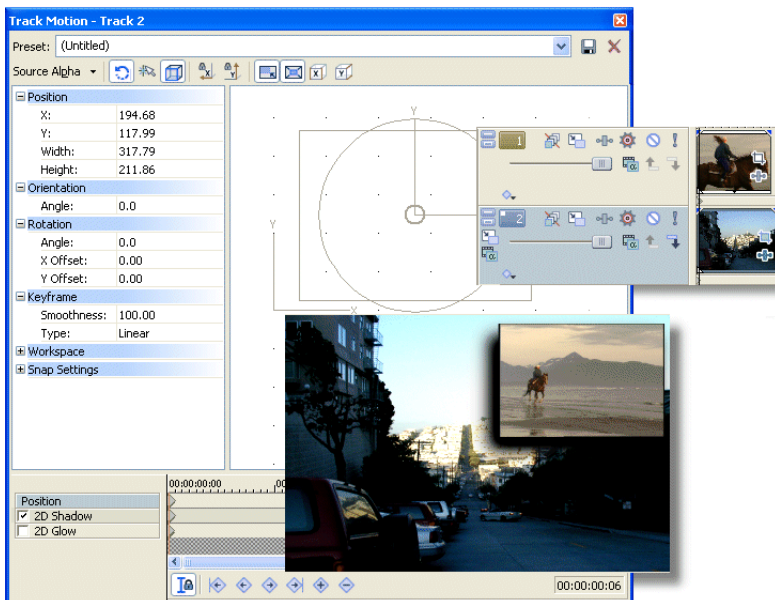 Track Motion - Track 2
Preset: (Untitled)
Source Alpha
X
Y
X
Y
Position
X: 194.68
Y: 117.99
Width: 317.79
Height: 211.86
Orientation
Angle: 0.0
Rotation
Angle: 0.0
X Offset: 0.00
Y Offset: 0.00
Keyframe
Smoothness: 100.00
Type: Linear
Workspace
Snap Settings
Y
Y
X
1
2
00:00:00:00
Position
2D Shadow
2D Glow
00:00:00:06